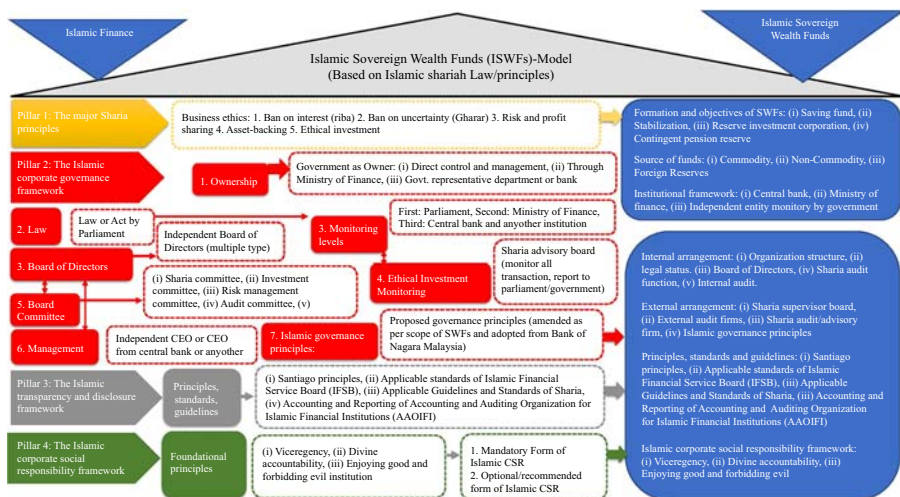 Islamic Finance
Islamic Sovereign
Wealth Funds
Islamic Sovereign Wealth Funds (ISWFs)-Model
(Based on Islamic shariah Law/principles)
Pillar 1: The major Sharia
principles
Business ethics: 1. Ban on interest (riba) 2. Ban on uncertainty (Gharar) 3. Risk and profit
sharing 4. Asset-backing 5. Ethical investment
Formation and objectives of SWFs: (i) Saving fund, (ii)
Stabilization, (iii) Reserve investment corporation, (iv)
Contingent pension reserve
Source of funds: (i) Commodity, (ii) Non-Commodity, (iii)
Foreign Reserves
Institutional framework: (i) Central bank, (ii) Ministry of
finance, (iii) Independent entity monitory by government
Pillar 2: The Islamic
corporate governance
framework
1. Ownership
Government as Owner: (i) Direct control and management, (ii) Through
Ministry of Finance, (iii) Govt. representative department or bank
2. Law
Law or Act by
Parliament
3. Monitoring
levels
First: Parliament, Second: Ministry of Finance,
Third: Central bank and anyother institution
3. Board of Directors
Independent Board of
Directors (multiple type)
4. Ethical Investment
Monitoring
Sharia advisory board
(monitor all
transaction, report to
parliament/government)
5. Board
Committee
(i) Sharia committee, (ii) Investment
committee, (iii) Risk management
committee, (iv) Audit committee, (v)
6. Management
Independent CEO or CEO
from central bank or anyother
7. Islamic governance
principles:
Proposed governance principles (amended as
per scope of SWFs and adopted from Bank of
Nagara Malaysia)
Internal arrangement: (i) Organization structure, (ii)
legal status. (iii) Board of Directors, (iv) Sharia audit
function, (v) Internal audit.
External arrangement: (i) Sharia supervisor board,
(ii) External audit firms, (iii) Sharia audit/advisory
firm, (iv) Islamic governance principles
Principles, standards and guidelines: (i) Santiago
principles, (ii) Applicable standards of Islamic
Financial Service Board (IFSB), (iii) Applicable
Guidelines and Standards of Sharia, (iii) Accounting and
Reporting of Accounting and Auditing Organization
for Islamic Financial Institutions (AAOIFI)
Islamic corporate social responsibility framework:
(i) Viceregency, (ii) Divine accountability, (iii)
Enjoying good and forbidding evil
Pillar 3: The Islamic
transparency and disclosure
framework
Principles,
standards,
guidelines
(i) Santiago principles, (ii) Applicable standards of Islamic Financial
Service Board (IFSB), (iii) Applicable Guidelines and Standards of Sharia,
(iv) Accounting and Reporting of Accounting and Auditing Organization for
Islamic Financial Institutions (AAOIFI)
Pillar 4: The Islamic
corporate social
responsibility framework
Foundational
principles
(i) Viceregency, (ii) Divine
accountability, (iii) Enjoying good and
forbidding evil institution
1. Mandatory Form of
Islamic CSR
2. Optional/recommended
form of Islamic CSR